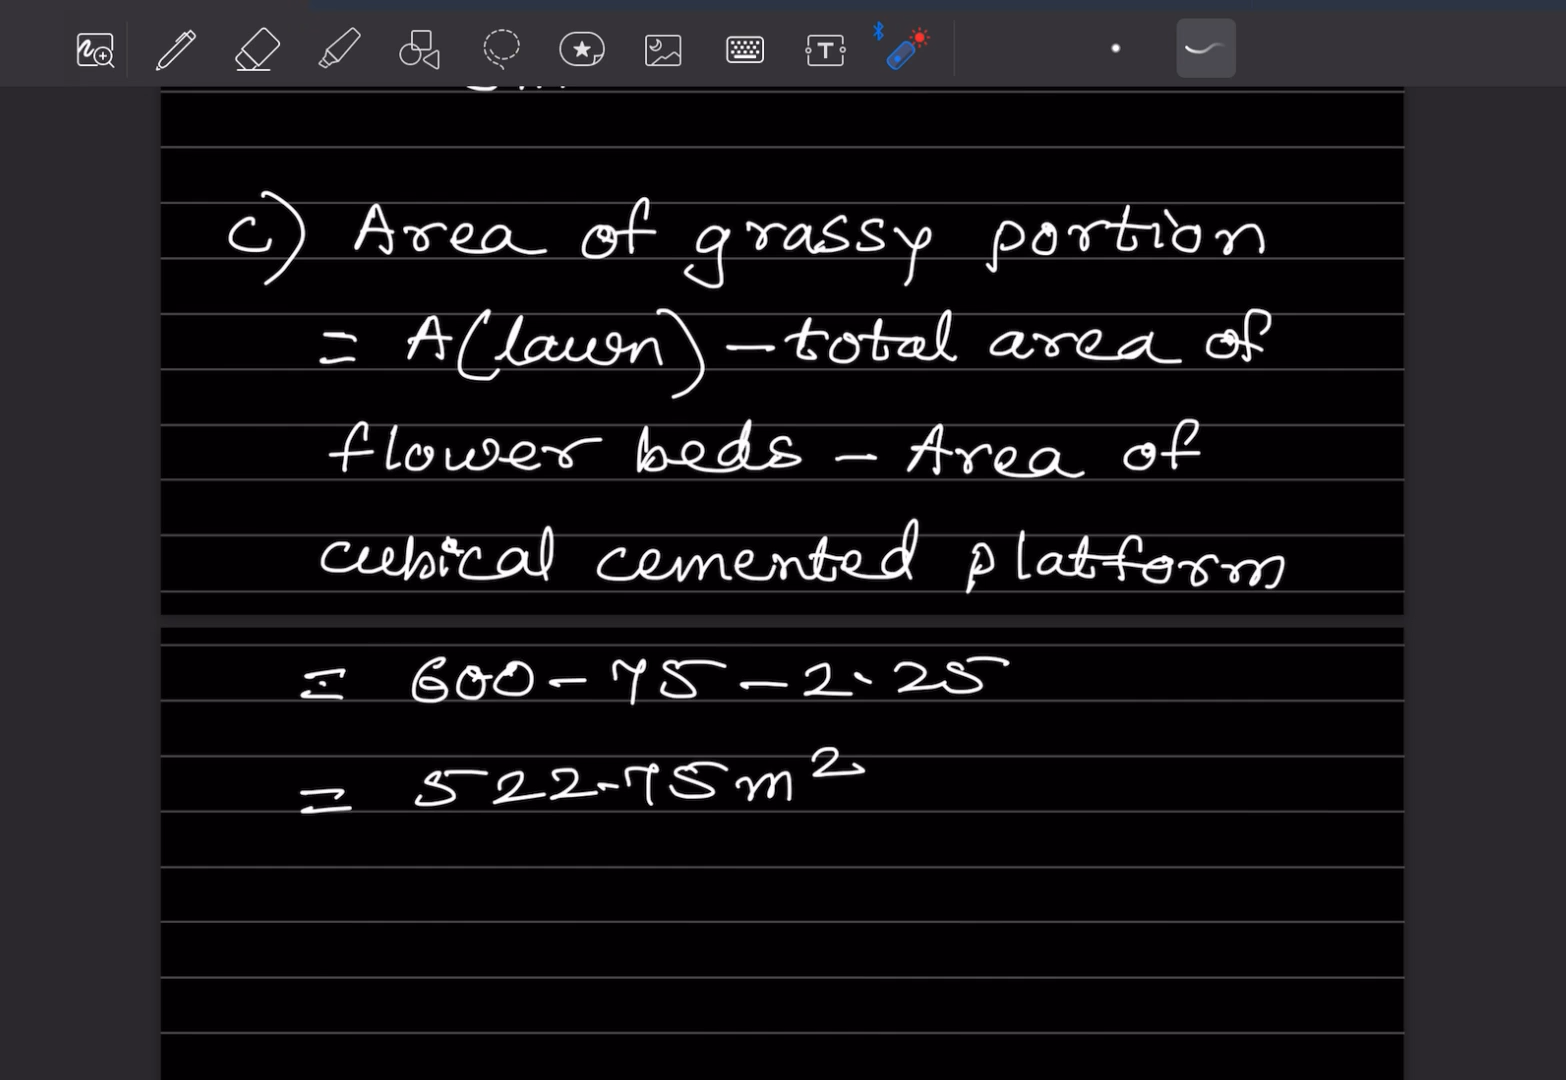 c) Area of grassy portion
= A(lawn) - total area of
flower beds - Area of
cubical cemented platform
= 600 - 75 - 2.25
= 522.75 m²